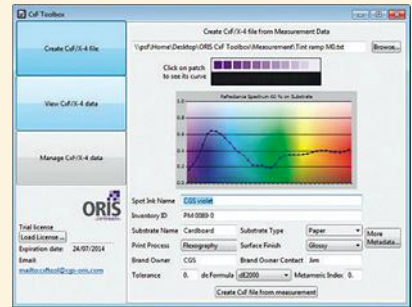 CxF Toolbox
Create CxF/X-4 file
View CxF/X-4 data
Manage CxF/X-4 data
ORIS
Trial license
Load License ...
Expiration date: 24/07/2014
Email:
mailto:cxftool@cgs-oris.com
Create CxF/X-4 file from Measurement Data
\\psf\Home\Desktop\ORIS CxF Toolbox\Measurement\Tint ramp M0.txt
Browse...
Click on patch
to see its curve
Reflectance Spectrum 60 % on Substrate
Spot Ink Name CGS violet
Inventory ID PM 0089-0
Substrate Name Cardboard Substrate Type Paper
More Metadata...
Print Process Flexography Surface Finish Glossy
Brand Owner CGS Brand Owner Contact Jim
Tolerance 0. de Formula dE2000 Metameric Index 0.
Create CxF file from measurement